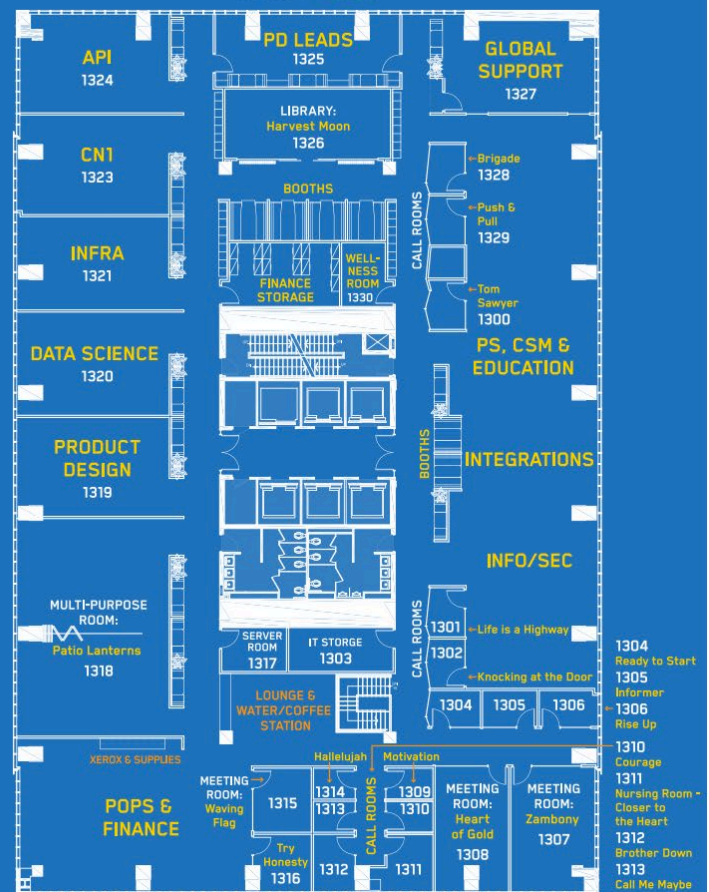 API
1324
PD LEADS
1325
GLOBAL
SUPPORT
1327
LIBRARY:
Harvest Moon
1326
CN1
1323
BOOTHS
CALL ROOMS
Brigade
1328
Push &
Pull
1329
Tom
Sawyer
1300
INFRA
1321
FINANCE
STORAGE
WELL-
NESS
ROOM
1330
DATA SCIENCE
1320
PS, CSM &
EDUCATION
PRODUCT
DESIGN
1319
BOOTHS
INTEGRATIONS
INFO/SEC
MULTI-PURPOSE
ROOM:
Patio Lanterns
1318
SERVER
ROOM
1317
IT STORGE
1303
CALL ROOMS
1301
Life is a Highway
1302
Knocking at the Door
1304
1305
1306
LOUNGE &
WATER/COFFEE
STATION
1304
Ready to Start
1305
Informer
1306
Rise Up
1310
Courage
1311
Nursing Room -
Closer to
the Heart
1312
Brother Down
1313
Call Me Maybe
XEROX & SUPPLIES
POPS &
FINANCE
MEETING
ROOM:
Waving
Flag
1315
Try
Honesty
1316
Hallelujah
1314
1313
1312
CALL ROOMS
Motivation
1309
1310
1311
MEETING
ROOM:
Heart
of Gold
1308
MEETING
ROOM:
Zambony
1307